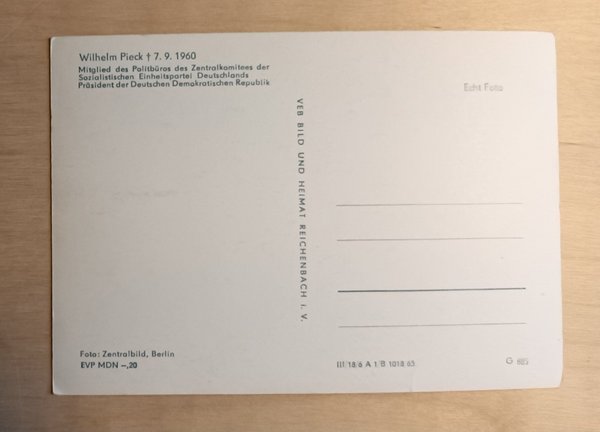 Wilhelm Pieck † 7. 9. 1960
Mitglied des Politbüros des Zentralkomitees der
Sozialistischen Einheitspartei Deutschlands
Präsident der Deutschen Demokratischen Republik
Echt Foto
VEB BILD UND HEIMAT REICHENBACH i. V.
Foto: Zentralbild, Berlin
EVP MDN –,20
III 18/6 A 1/B 1018 65
G 885